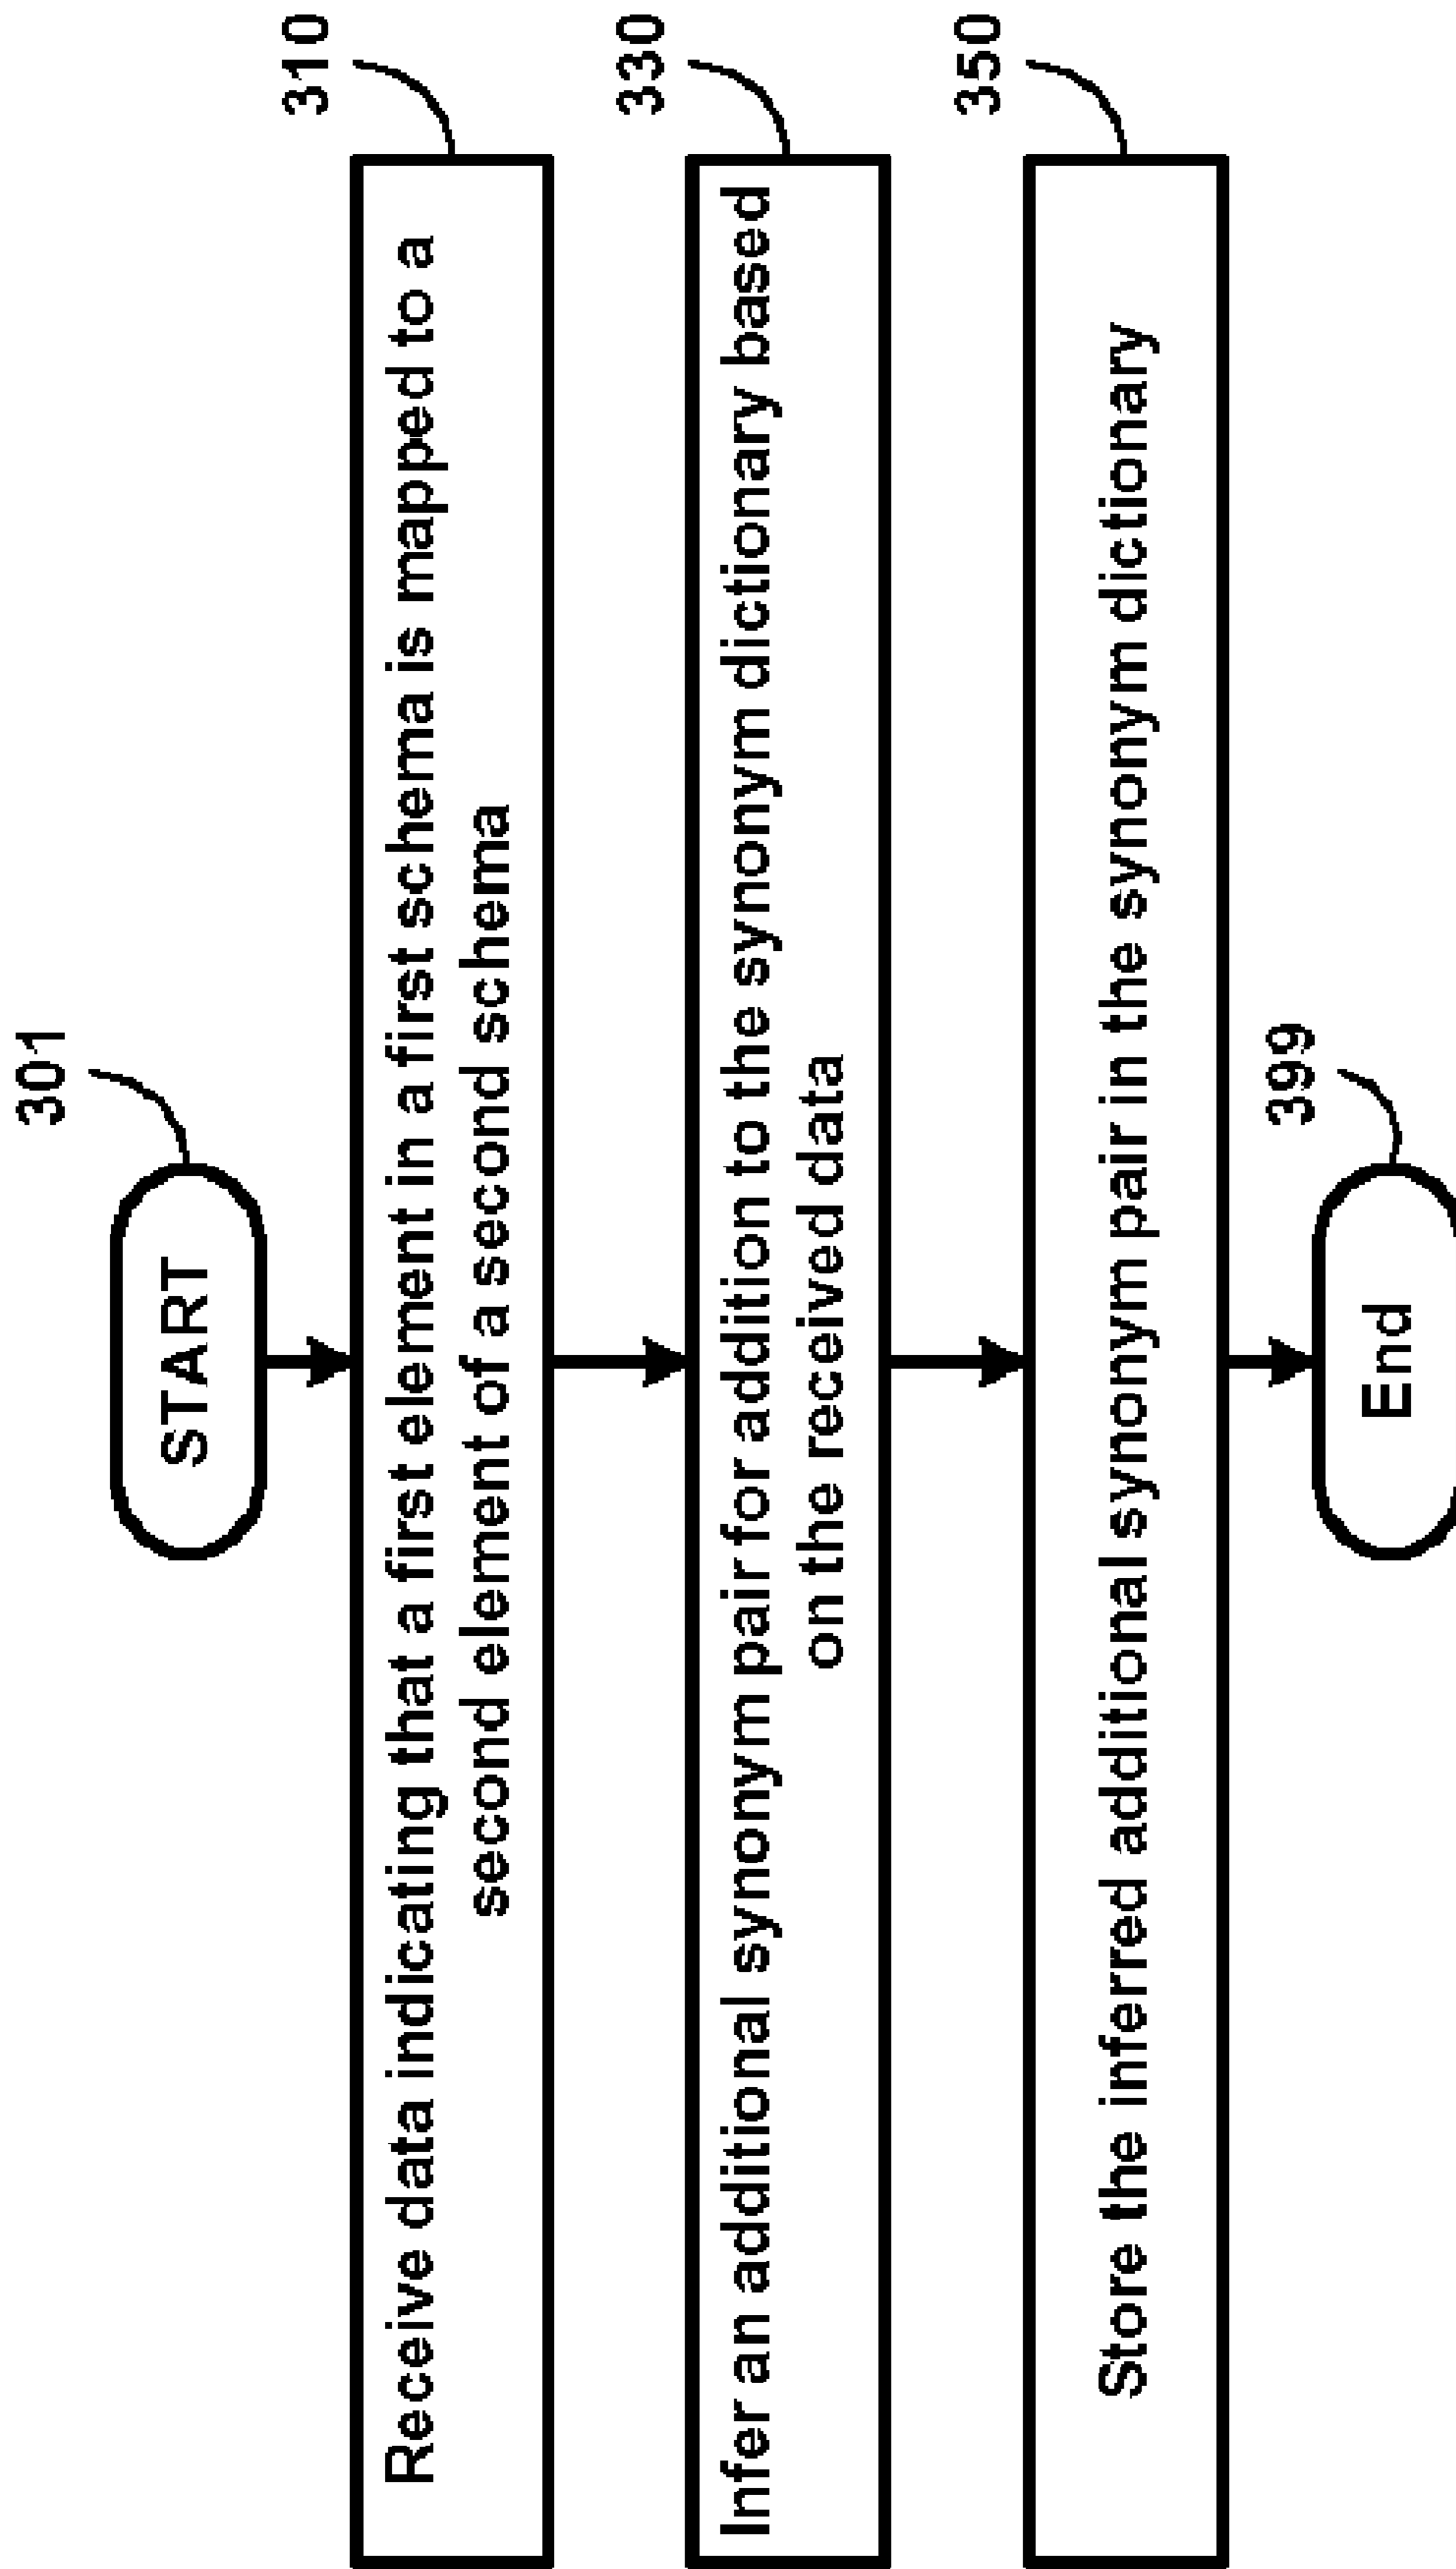 301
START
310
Receive data indicating that a first element in a first schema is mapped to a
second element of a second schema
330
Infer an additional synonym pair for addition to the synonym dictionary based
on the received data
350
Store the inferred additional synonym pair in the synonym dictionary
399
End